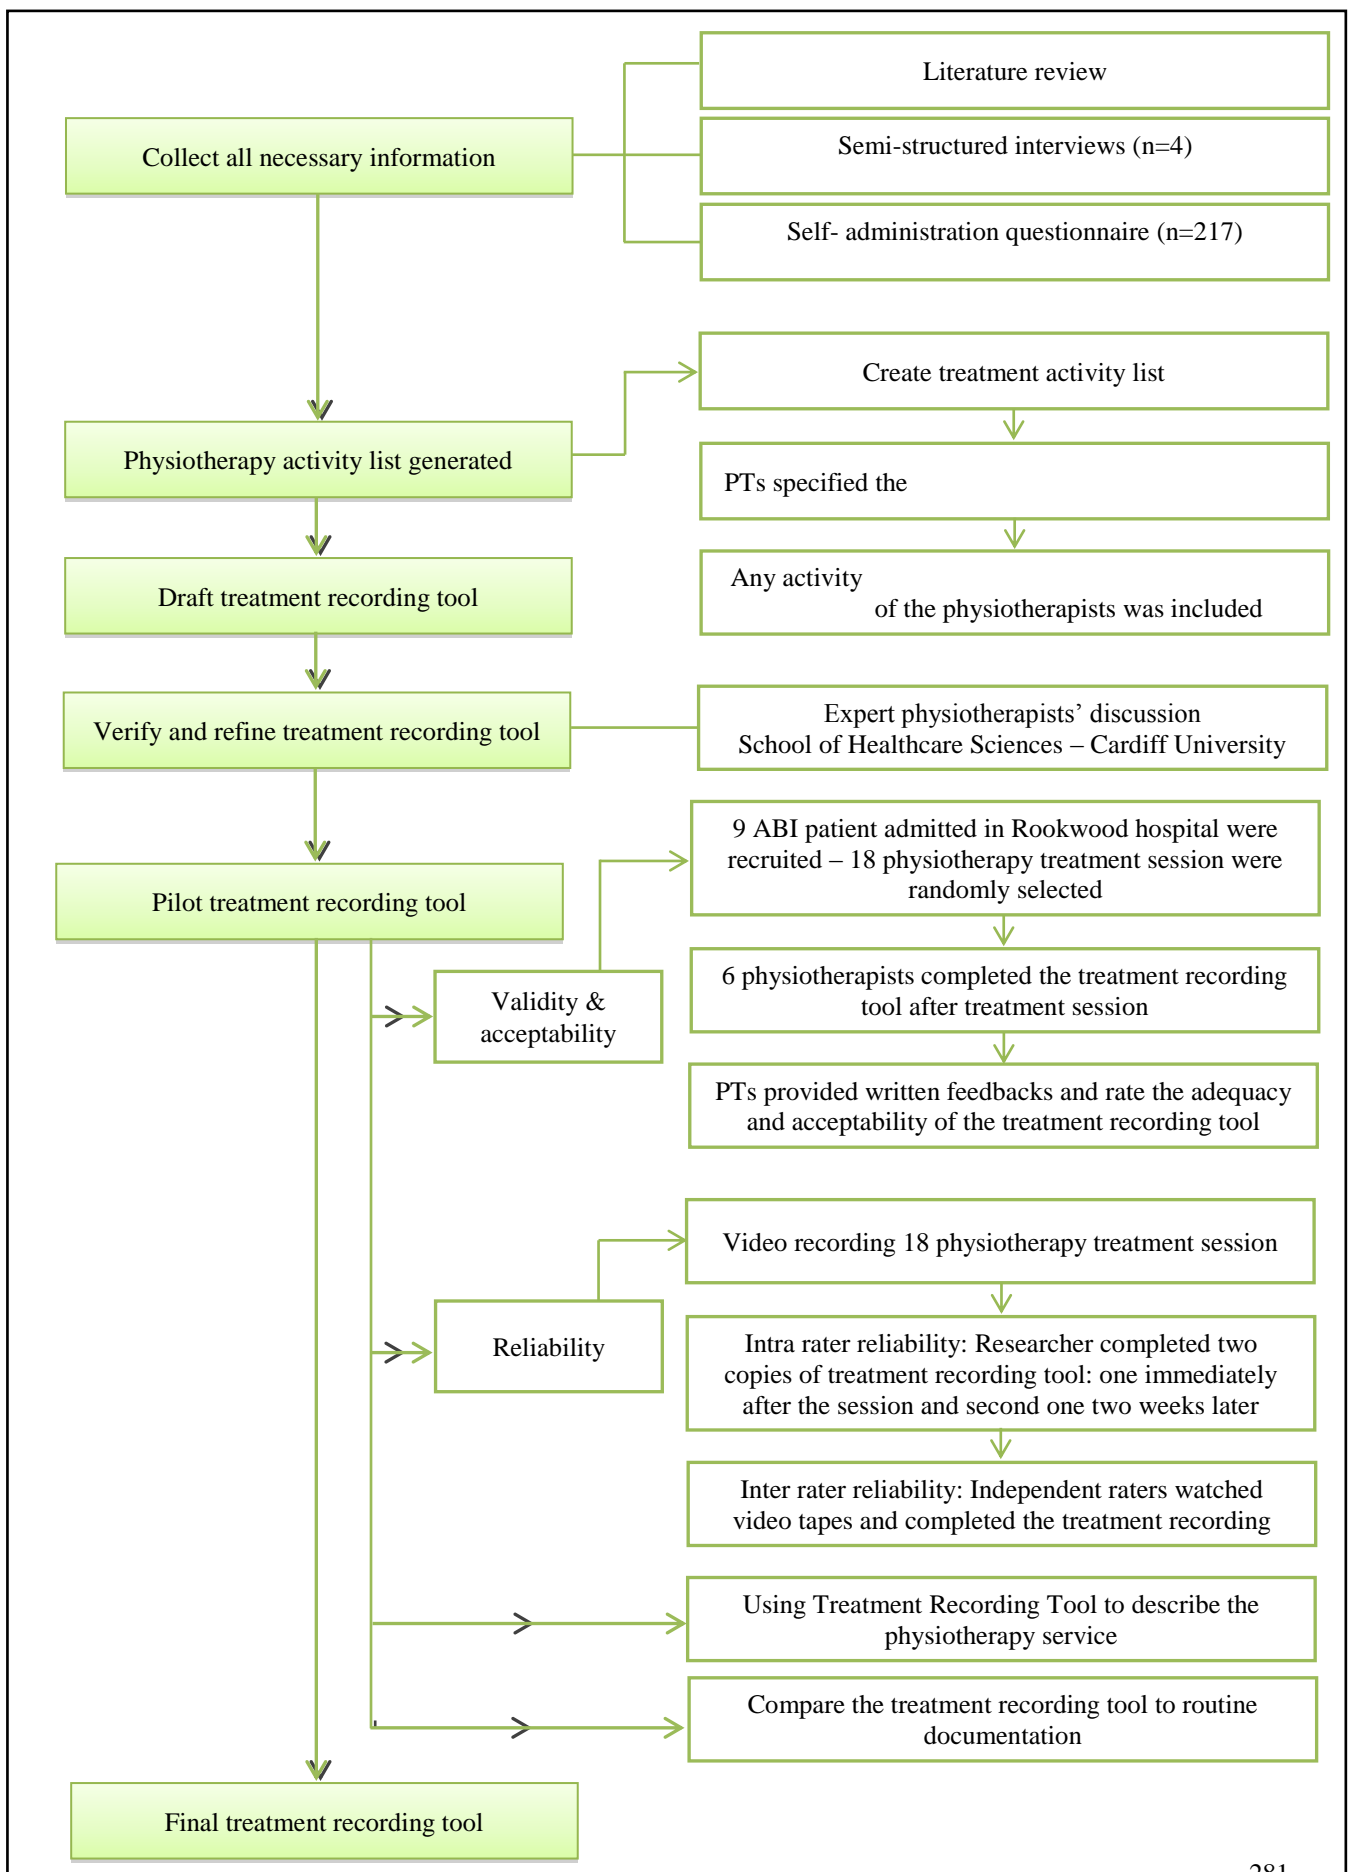 Literature review
Collect all necessary information
Semi-structured interviews (n=4)
Self- administration questionnaire (n=217)
Physiotherapy activity list generated
Create treatment activity list
PTs specified the
Any activity
of the physiotherapists was included
Draft treatment recording tool
Verify and refine treatment recording tool
Expert physiotherapists’ discussion
School of Healthcare Sciences – Cardiff University
Pilot treatment recording tool
Validity &
acceptability
9 ABI patient admitted in Rookwood hospital were
recruited – 18 physiotherapy treatment session were
randomly selected
6 physiotherapists completed the treatment recording
tool after treatment session
PTs provided written feedbacks and rate the adequacy
and acceptability of the treatment recording tool
Reliability
Video recording 18 physiotherapy treatment session
Intra rater reliability: Researcher completed two
copies of treatment recording tool: one immediately
after the session and second one two weeks later
Inter rater reliability: Independent raters watched
video tapes and completed the treatment recording
Using Treatment Recording Tool to describe the
physiotherapy service
Compare the treatment recording tool to routine
documentation
Final treatment recording tool
281